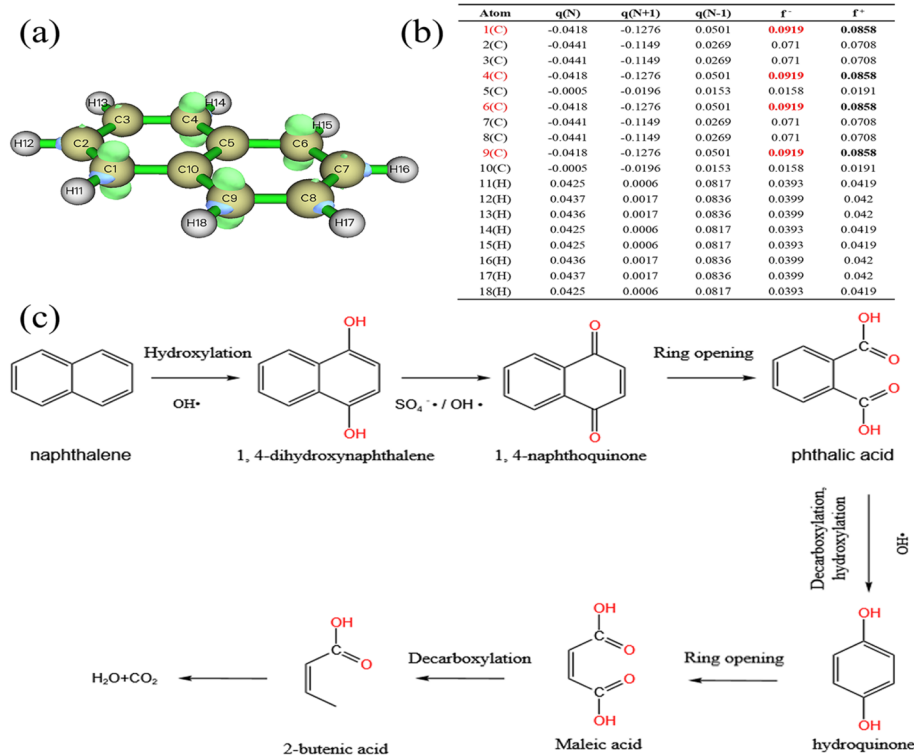 (a)
H13
H14
C3
C4
H15
H12
C2
C5
C6
C1
C10
C7
H16
H11
C9
C8
H18
H17
(b)
Atom q(N) q(N+1) q(N-1) f⁻ f⁺
1(C) -0.0418 -0.1276 0.0501 0.0919 0.0858
2(C) -0.0441 -0.1149 0.0269 0.071 0.0708
3(C) -0.0441 -0.1149 0.0269 0.071 0.0708
4(C) -0.0418 -0.1276 0.0501 0.0919 0.0858
5(C) -0.0005 -0.0196 0.0153 0.0158 0.0191
6(C) -0.0418 -0.1276 0.0501 0.0919 0.0858
7(C) -0.0441 -0.1149 0.0269 0.071 0.0708
8(C) -0.0441 -0.1149 0.0269 0.071 0.0708
9(C) -0.0418 -0.1276 0.0501 0.0919 0.0858
10(C) -0.0005 -0.0196 0.0153 0.0158 0.0191
11(H) 0.0425 0.0006 0.0817 0.0393 0.0419
12(H) 0.0437 0.0017 0.0836 0.0399 0.042
13(H) 0.0436 0.0017 0.0836 0.0399 0.042
14(H) 0.0425 0.0006 0.0817 0.0393 0.0419
15(H) 0.0425 0.0006 0.0817 0.0393 0.0419
16(H) 0.0436 0.0017 0.0836 0.0399 0.042
17(H) 0.0437 0.0017 0.0836 0.0399 0.042
18(H) 0.0425 0.0006 0.0817 0.0393 0.0419
(c)
naphthalene
Hydroxylation
OH•
OH
OH
1, 4-dihydroxynaphthalene
SO₄⁻• / OH •
O
O
1, 4-naphthoquinone
Ring opening
OH
C
O
C
O
OH
phthalic acid
Decarboxylation,
hydroxylation
OH•
OH
OH
hydroquinone
Ring opening
OH
C
O
C
O
OH
Maleic acid
Decarboxylation
OH
C
O
2-butenic acid
H₂O+CO₂